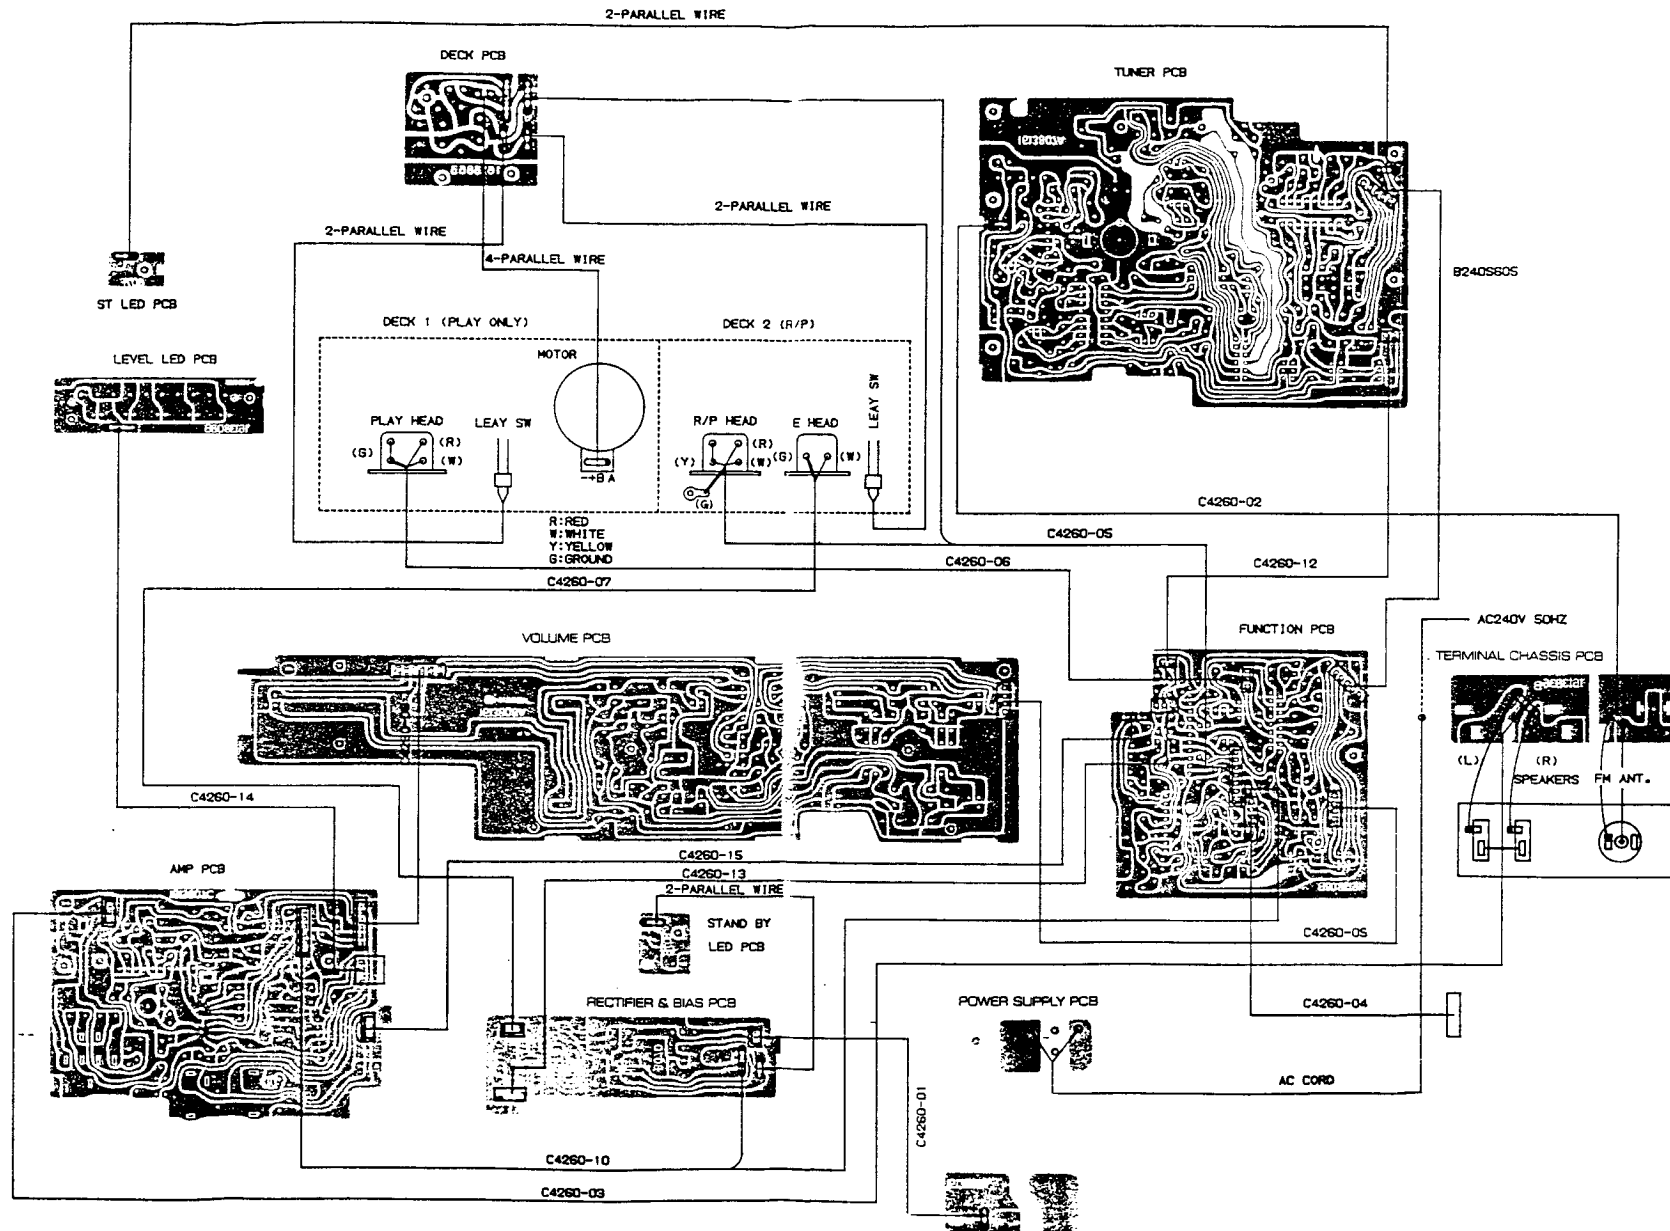 2-PARALLEL WIRE
DECK PCB
TUNER PCB
2-PARALLEL WIRE
2-PARALLEL WIRE
4-PARALLEL WIRE
B240S60S
ST LED PCB
DECK 1 (PLAY ONLY)
DECK 2 (R/P)
MOTOR
LEVEL LED PCB
PLAY HEAD
LEAY SW
R/P HEAD
E HEAD
LEAY SW
(G)
(R)
(W)
(Y)
(R)
(W)
(G)
(G)
(W)
-+B A
R:RED
W:WHITE
Y:YELLOW
G:GROUND
C4260-02
C4260-05
C4260-06
C4260-12
C4260-07
VOLUME PCB
FUNCTION PCB
AC240V 50HZ
TERMINAL CHASSIS PCB
(L)
(R)
SPEAKERS
FM ANT.
C4260-14
C4260-15
C4260-13
2-PARALLEL WIRE
AMP PCB
STAND BY
LED PCB
C4260-05
RECTIFIER & BIAS PCB
POWER SUPPLY PCB
C4260-04
AC CORD
C4260-01
C4260-10
C4260-03